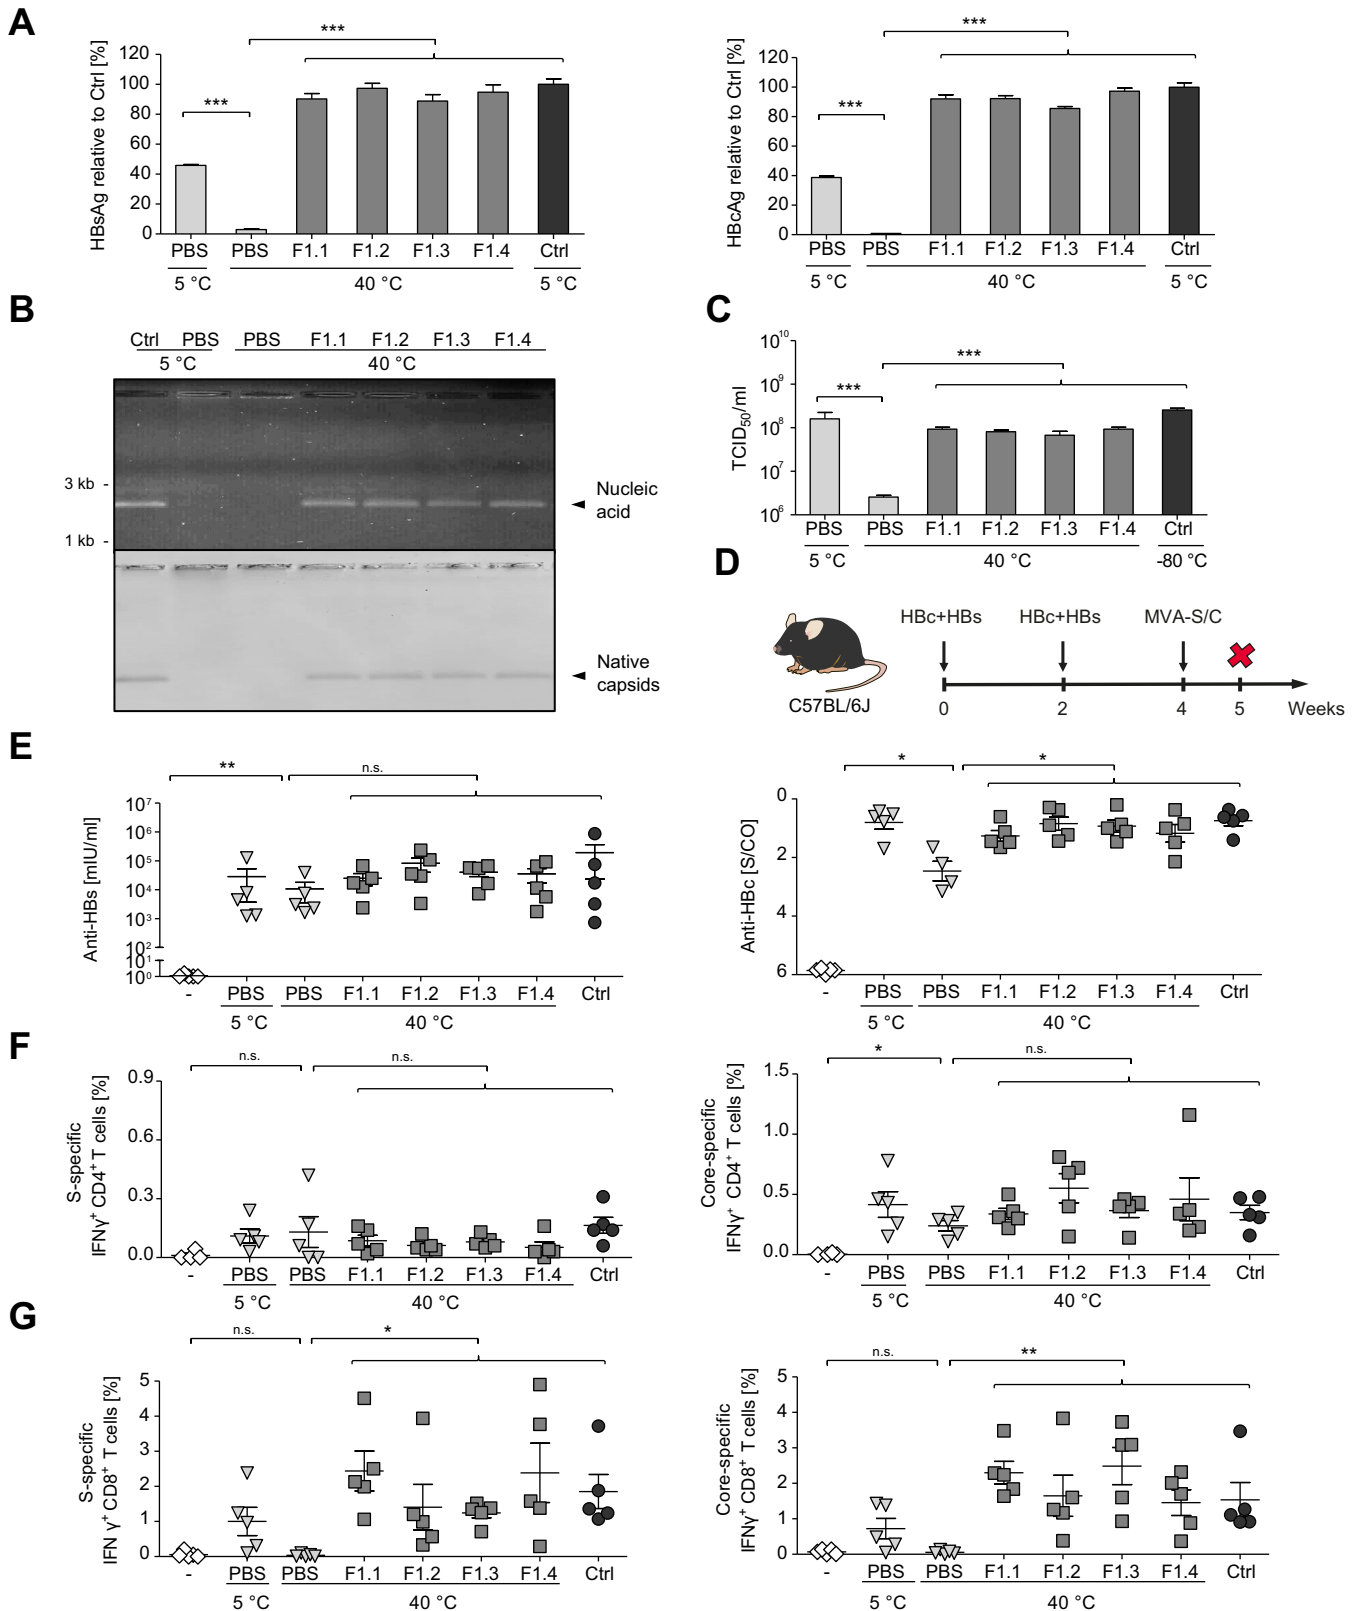 A
HBsAg relative to Ctrl [%]
120
100
80
60
40
20
0
***
***
PBS PBS F1.1 F1.2 F1.3 F1.4 Ctrl
5 °C 40 °C 5 °C
HBcAg relative to Ctrl [%]
120
100
80
60
40
20
0
***
***
PBS PBS F1.1 F1.2 F1.3 F1.4 Ctrl
5 °C 40 °C 5 °C
B
Ctrl PBS PBS F1.1 F1.2 F1.3 F1.4
5 °C 40 °C
3 kb -
1 kb -
Nucleic
acid
Native
capsids
C
TCID50/ml
10^10
10^9
10^8
10^7
10^6
***
***
PBS PBS F1.1 F1.2 F1.3 F1.4 Ctrl
5 °C 40 °C -80 °C
D
HBc+HBs HBc+HBs MVA-S/C
C57BL/6J
0 2 4 5 Weeks
E
Anti-HBs [mIU/ml]
10^7
10^6
10^5
10^4
10^3
10^2
10^1
10^0
** n.s.
- PBS PBS F1.1 F1.2 F1.3 F1.4 Ctrl
5 °C 40 °C
Anti-HBc [S/CO]
0
2
4
6
* *
- PBS PBS F1.1 F1.2 F1.3 F1.4 Ctrl
5 °C 40 °C
F
S-specific
IFNγ+ CD4+ T cells [%]
0.9
0.6
0.3
0.0
n.s. n.s.
- PBS PBS F1.1 F1.2 F1.3 F1.4 Ctrl
5 °C 40 °C
Core-specific
IFNγ+ CD4+ T cells [%]
1.5
1.0
0.5
0.0
* n.s.
- PBS PBS F1.1 F1.2 F1.3 F1.4 Ctrl
5 °C 40 °C
G
S-specific
IFN γ+ CD8+ T cells [%]
5
4
3
2
1
0
n.s. *
- PBS PBS F1.1 F1.2 F1.3 F1.4 Ctrl
5 °C 40 °C
Core-specific
IFNγ+ CD8+ T cells [%]
5
4
3
2
1
0
n.s. **
- PBS PBS F1.1 F1.2 F1.3 F1.4 Ctrl
5 °C 40 °C